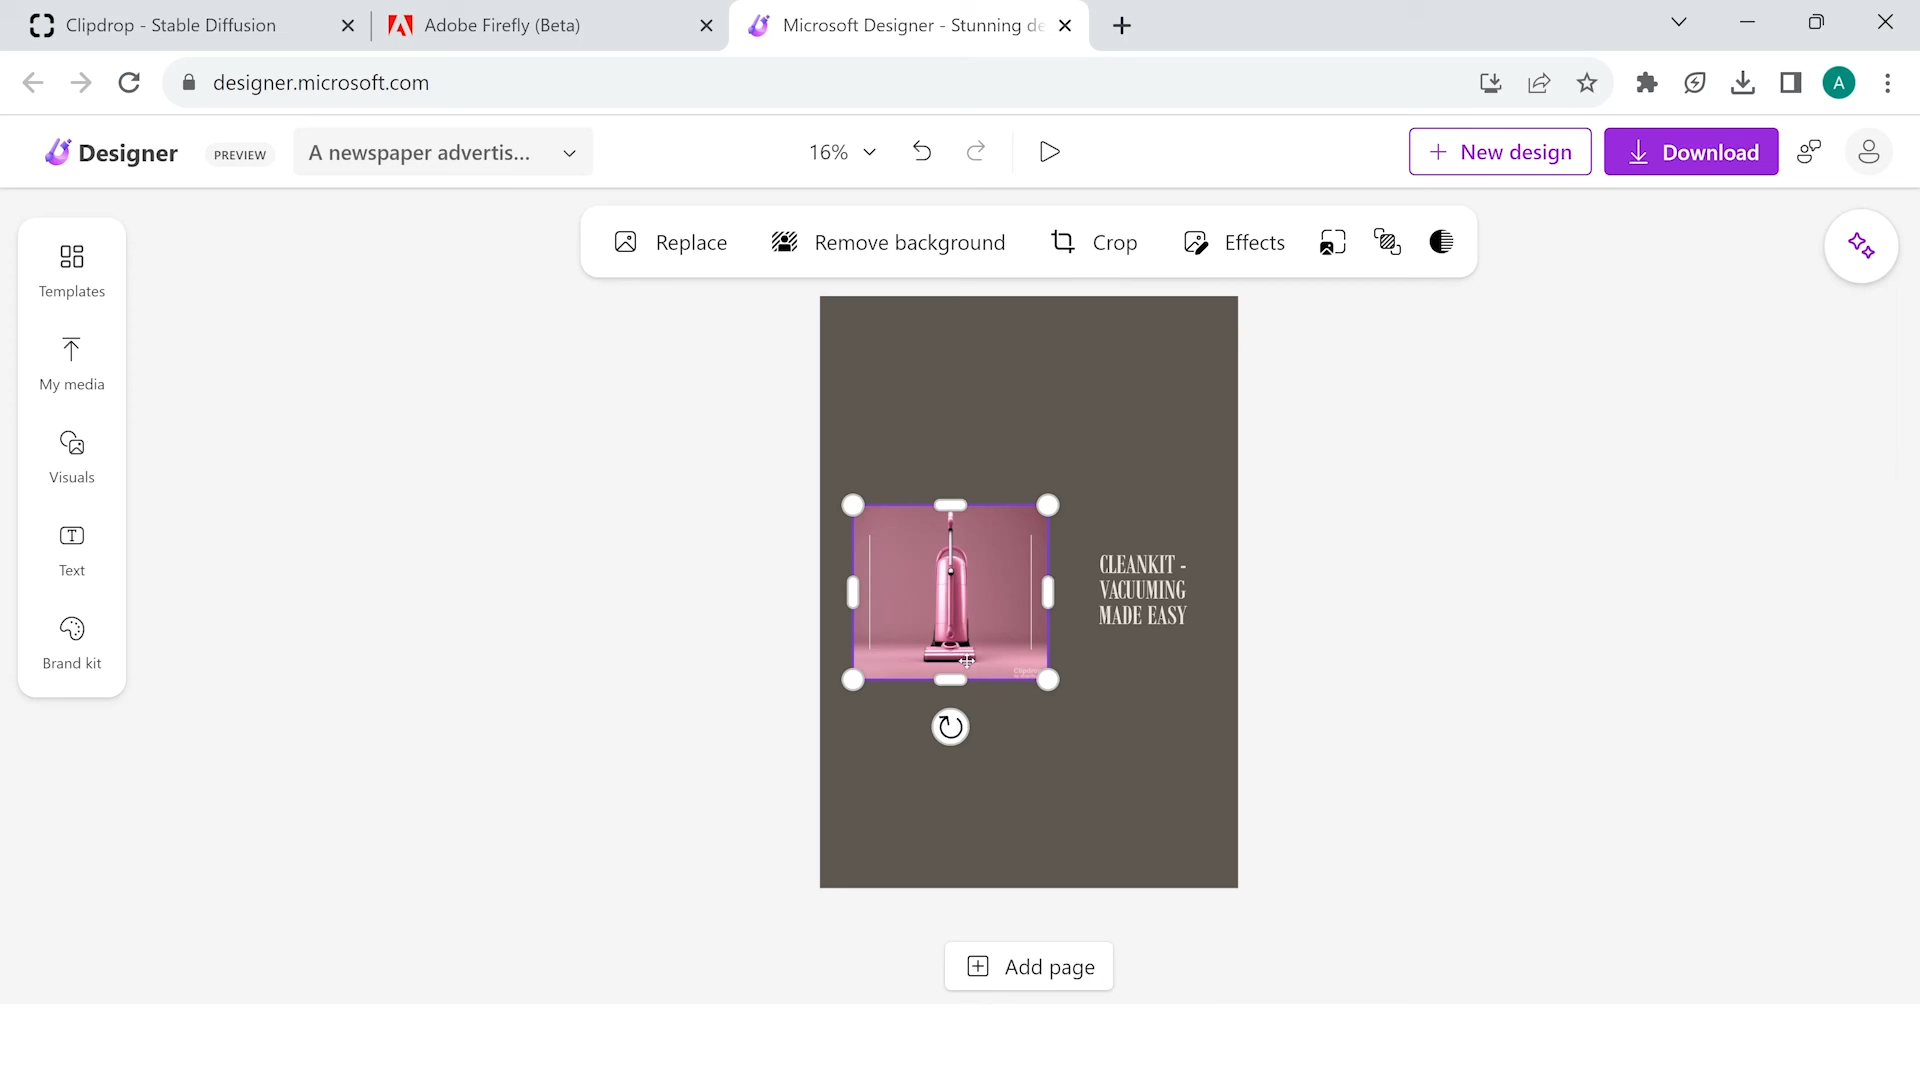 Clipdrop - Stable Diffusion
Adobe Firefly (Beta)
Microsoft Designer - Stunning de
designer.microsoft.com
A
Designer
PREVIEW
A newspaper advertis...
16%
New design
Download
Replace
Remove background
Crop
Effects
Templates
My media
Visuals
Text
Brand kit
CLEANKIT -
VACUUMING
MADE EASY
Clipdrop
Add page